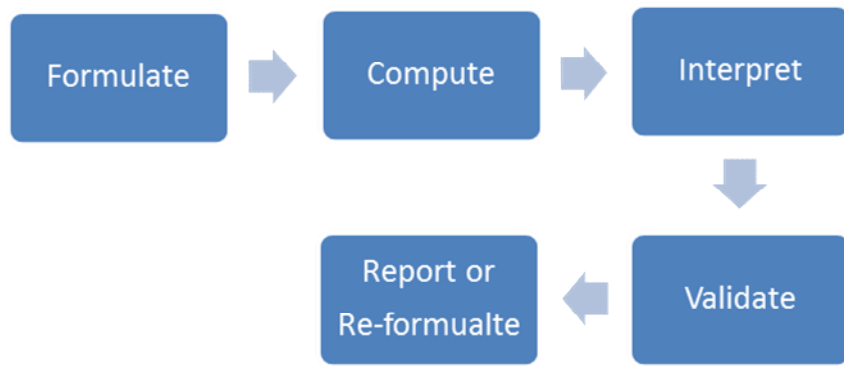 Formulate
Compute
Interpret
Report or
Re-formualte
Validate